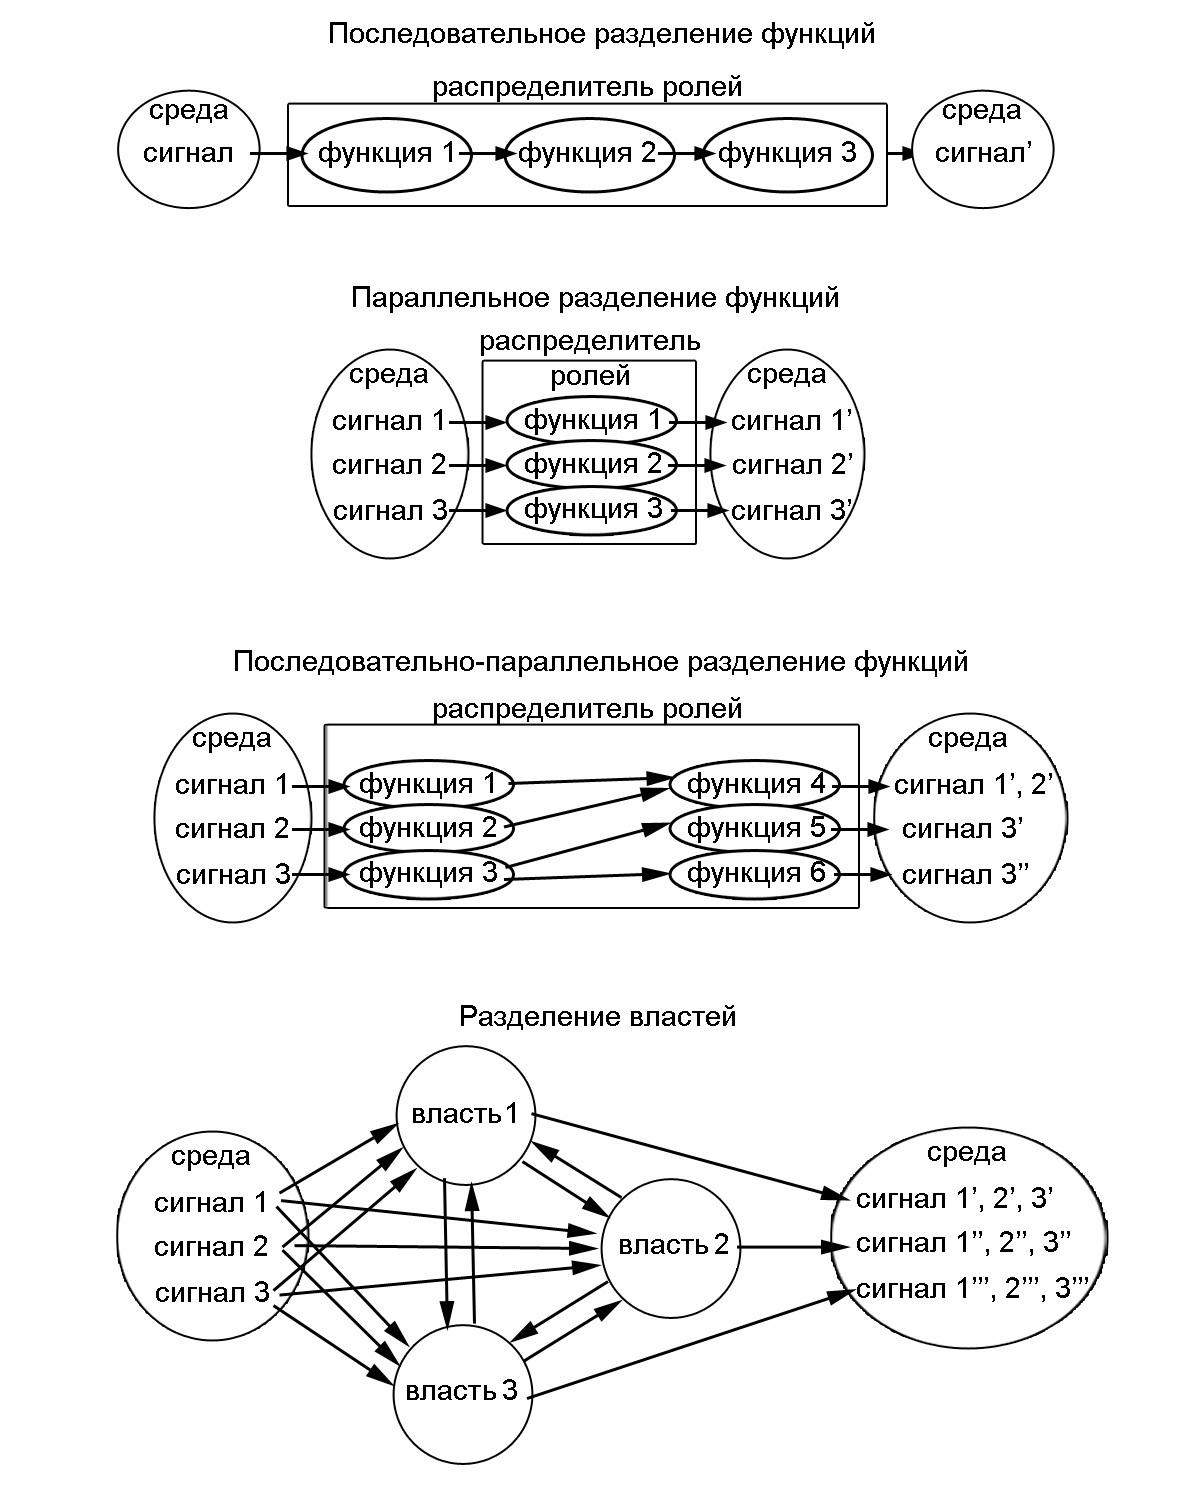 Последовательное разделение функций
распределитель ролей
среда
сигнал
функция 1
функция 2
функция 3
среда
сигнал’
Параллельное разделение функций
распределитель
ролей
среда
сигнал 1
сигнал 2
сигнал 3
функция 1
функция 2
функция 3
среда
сигнал 1’
сигнал 2’
сигнал 3’
Последовательно-параллельное разделение функций
распределитель ролей
среда
сигнал 1
сигнал 2
сигнал 3
функция 1
функция 2
функция 3
функция 4
функция 5
функция 6
среда
сигнал 1’, 2’
сигнал 3’
сигнал 3’’
Разделение властей
среда
сигнал 1
сигнал 2
сигнал 3
власть 1
власть 2
власть 3
среда
сигнал 1’, 2’, 3’
сигнал 1’’, 2’’, 3’’
сигнал 1’’’, 2’’’, 3’’’